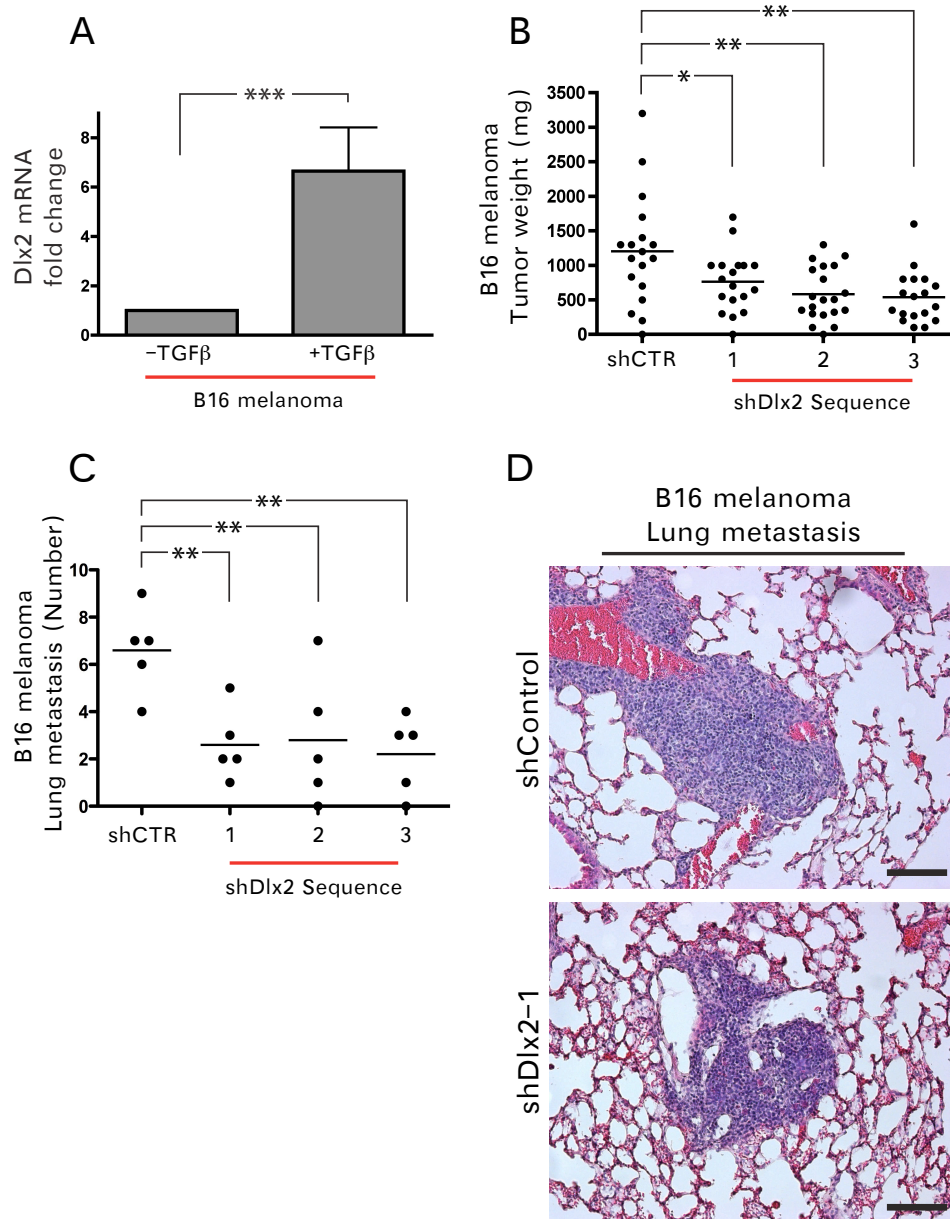 A
Dlx2 mRNA
fold change
***
8
6
4
2
0
−TGFβ +TGFβ
B16 melanoma
B
B16 melanoma
Tumor weight (mg)
**
**
*
3500
3000
2500
2000
1500
1000
500
0
shCTR 1 2 3
shDlx2 Sequence
C
B16 melanoma
Lung metastasis (Number)
**
**
**
10
8
6
4
2
0
shCTR 1 2 3
shDlx2 Sequence
D
B16 melanoma
Lung metastasis
shControl
shDlx2−1